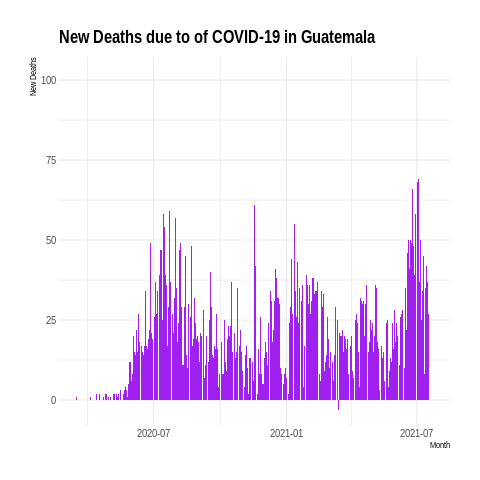 New Deaths due to of COVID-19 in Guatemala
New Deaths
100
75
50
25
0
2020-07
2021-01
2021-07
Month